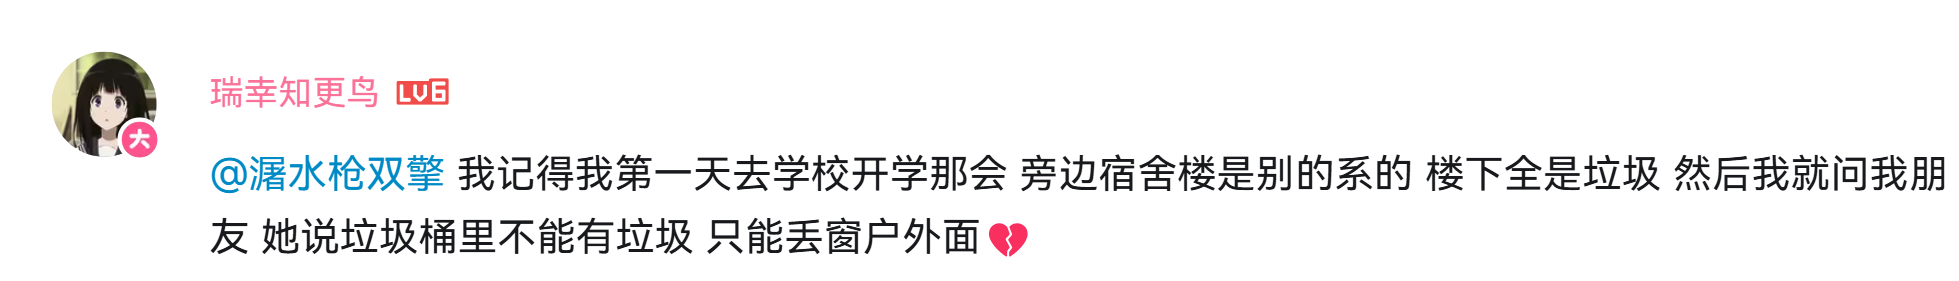 瑞幸知更鸟 LV6
大
@潺水枪双擎 我记得我第一天去学校开学那会 旁边宿舍楼是别的系的 楼下全是垃圾 然后我就问我朋
友 她说垃圾桶里不能有垃圾 只能丢窗户外面💔